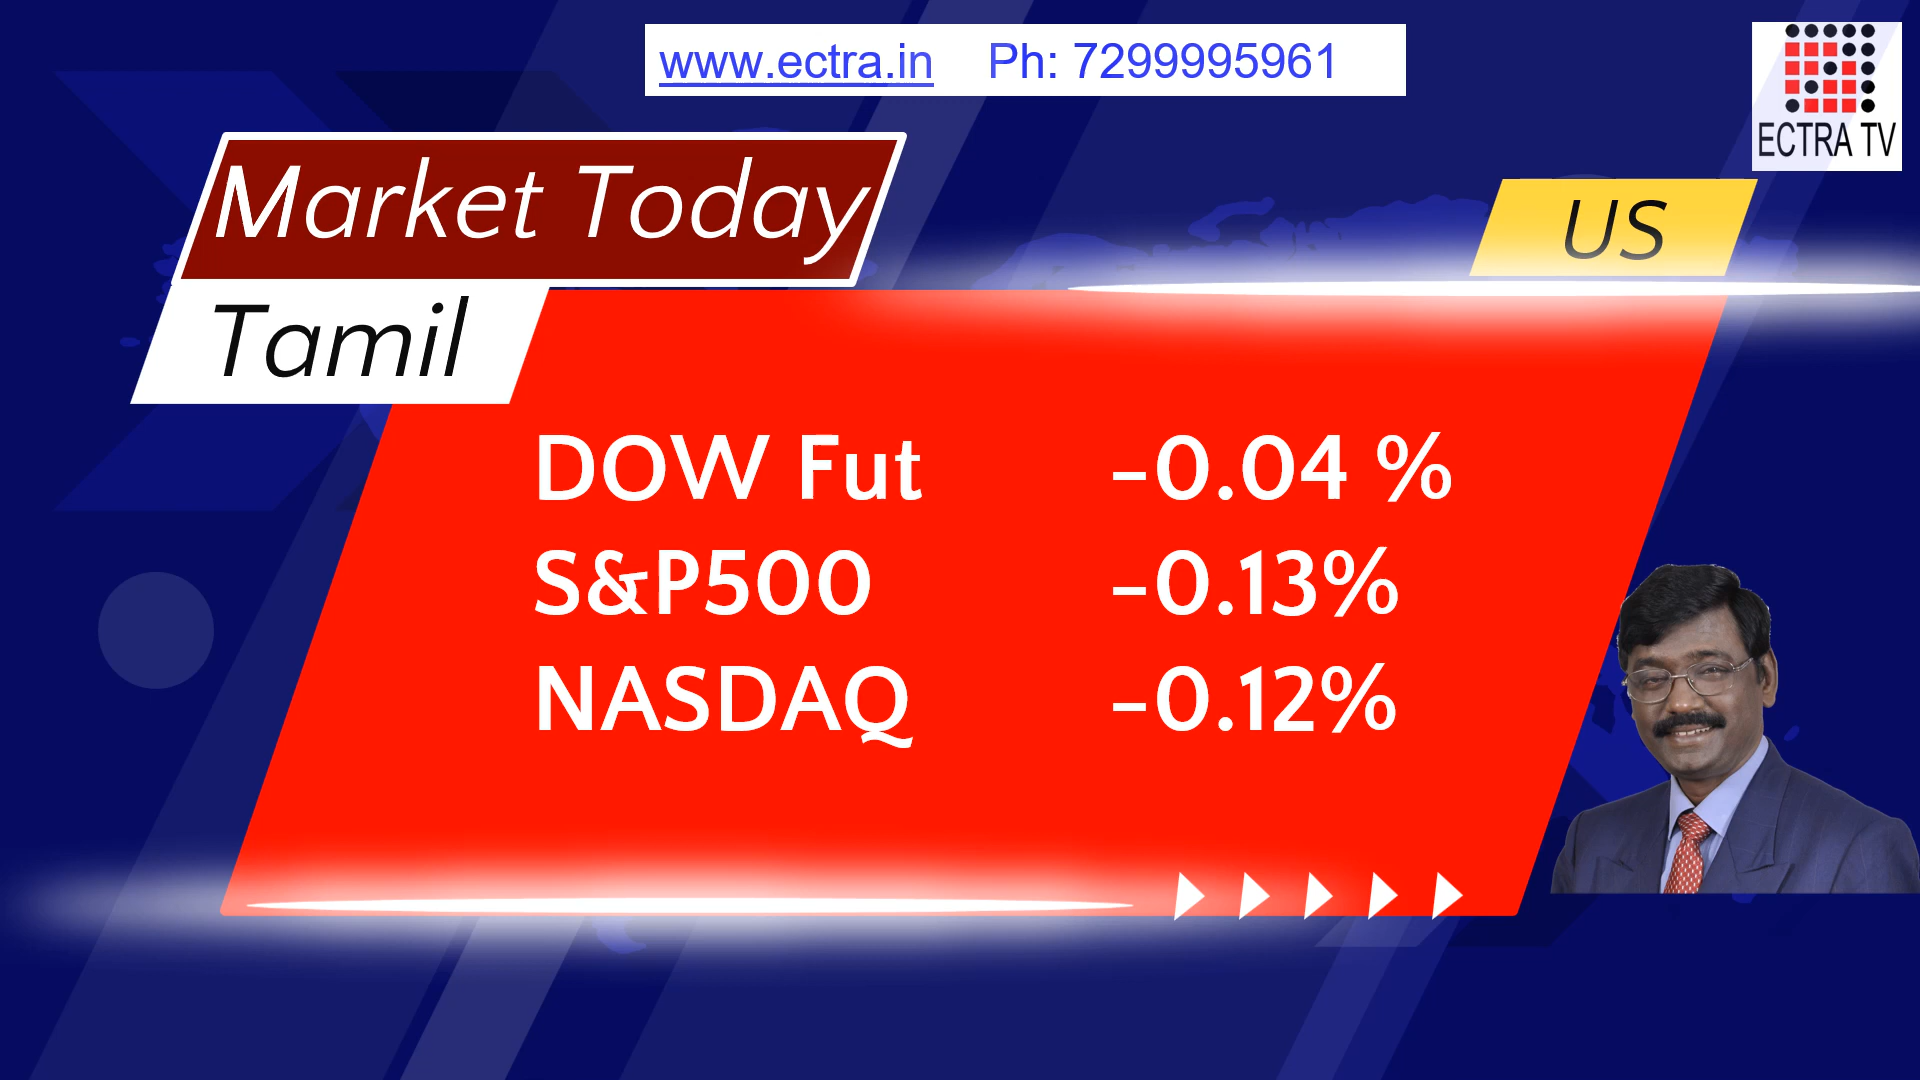 www.ectra.in Ph: 7299995961
ECTRA TV
Market Today
US
Tamil
DOW Fut -0.04 %
S&P500 -0.13%
NASDAQ -0.12%